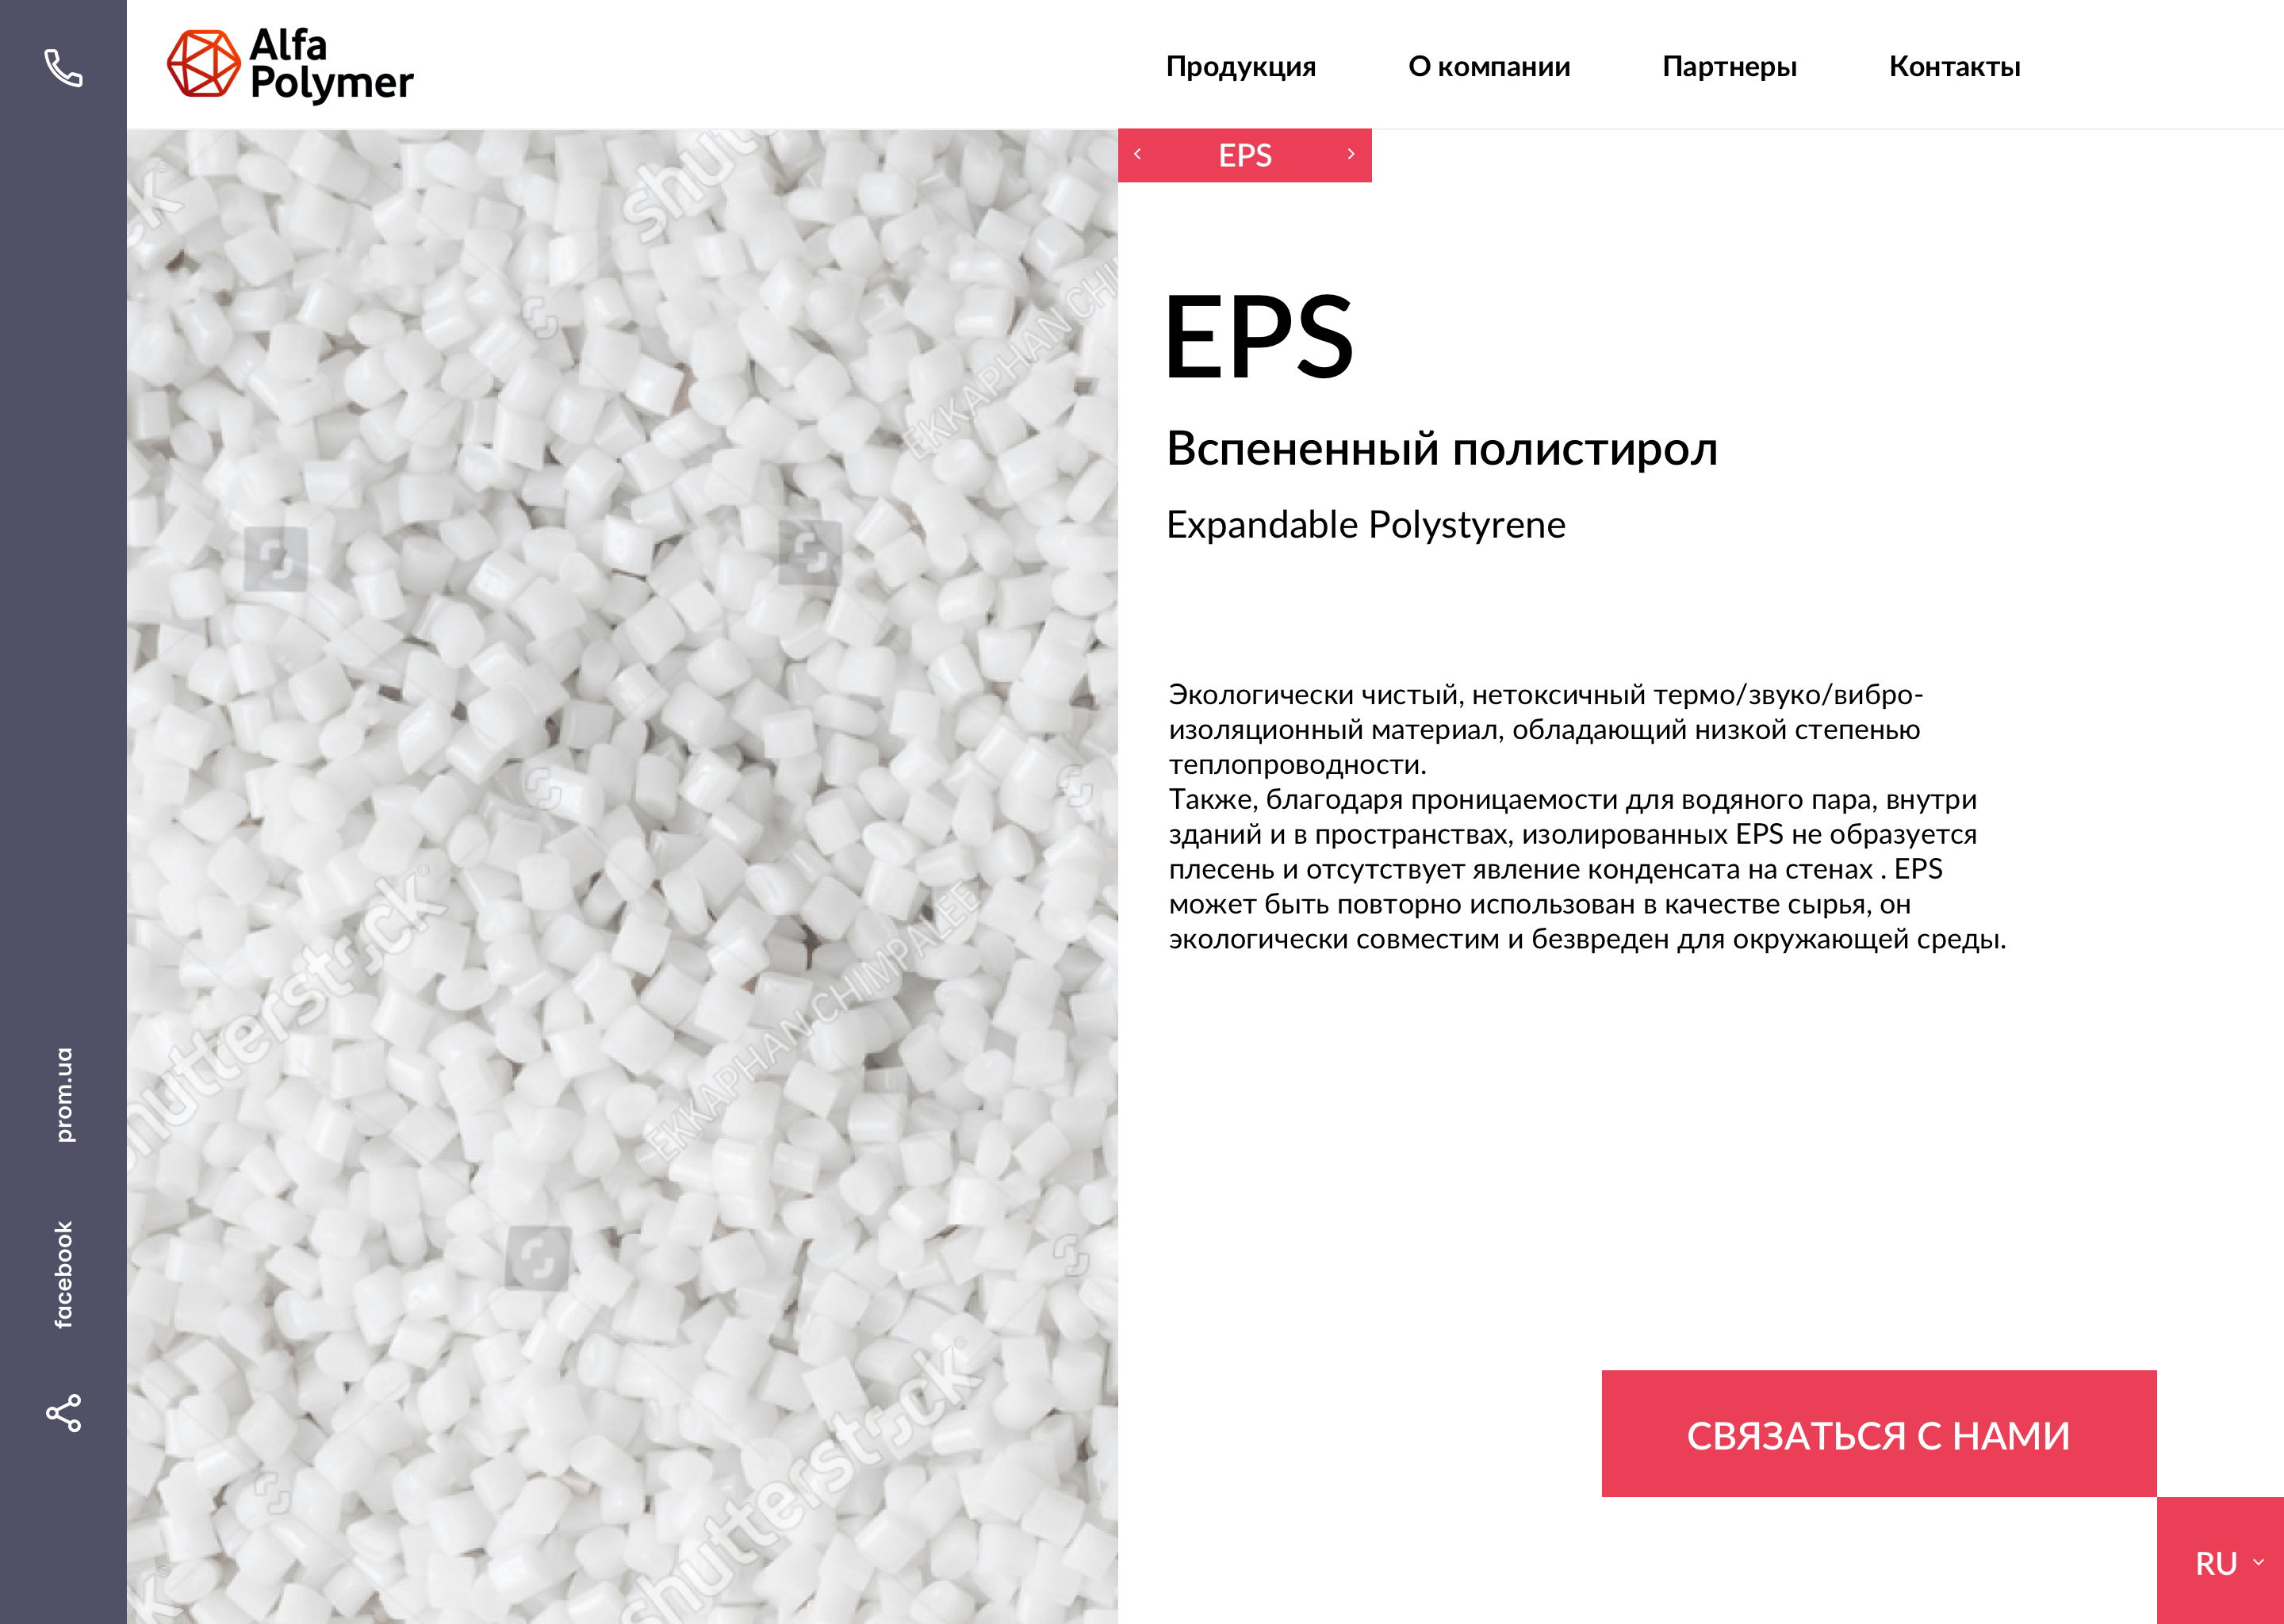 Alfa
Polymer
Продукция
О компании
Партнеры
Контакты
EPS
EPS
Вспененный полистирол
Expandable Polystyrene
Экологически чистый, нетоксичный термо/звуко/вибро-
изоляционный материал, обладающий низкой степенью
теплопроводности.
Также, благодаря проницаемости для водяного пара, внутри
зданий и в пространствах, изолированных EPS не образуется
плесень и отсутствует явление конденсата на стенах . EPS
может быть повторно использован в качестве сырья, он
экологически совместим и безвреден для окружающей среды.
prom.ua
facebook
shutterstock
EKKAPHAN CHIMPALEE
shutterstock
СВЯЗАТЬСЯ С НАМИ
RU